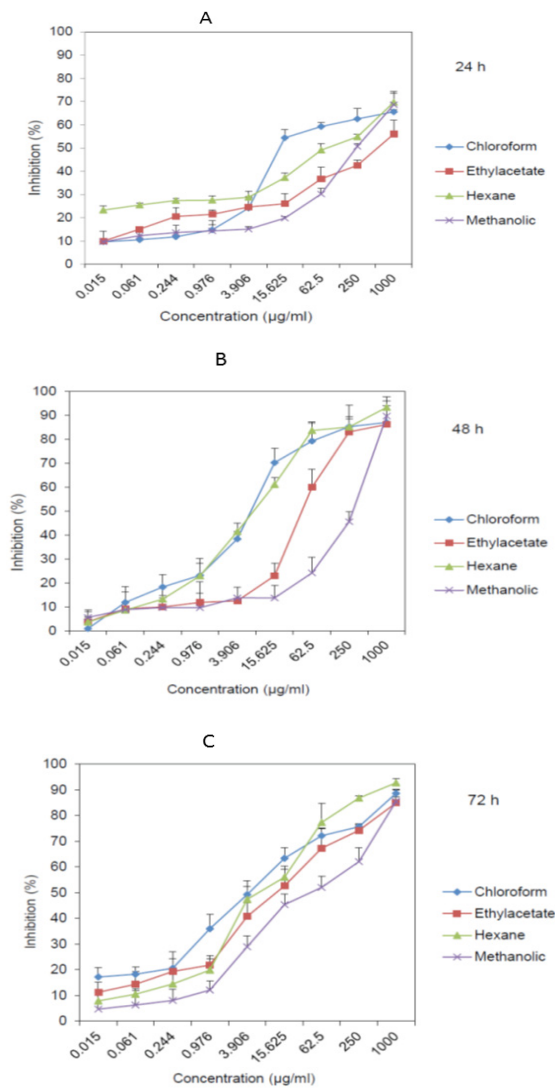 A
24 h
100
90
80
70
60
50
40
30
20
10
0
Inhibition (%)
0.015
0.061
0.244
0.976
3.906
15.625
62.5
250
1000
Concentration (µg/ml)
Chloroform
Ethylacetate
Hexane
Methanolic
B
48 h
100
90
80
70
60
50
40
30
20
10
0
Inhibition (%)
0.015
0.061
0.244
0.976
3.906
15.625
62.5
250
1000
Concentration (µg/ml)
Chloroform
Ethylacetate
Hexane
Methanolic
C
72 h
100
90
80
70
60
50
40
30
20
10
0
Inhibition (%)
0.015
0.061
0.244
0.976
3.906
15.625
62.5
250
1000
Concentration (µg/ml)
Chloroform
Ethylacetate
Hexane
Methanolic